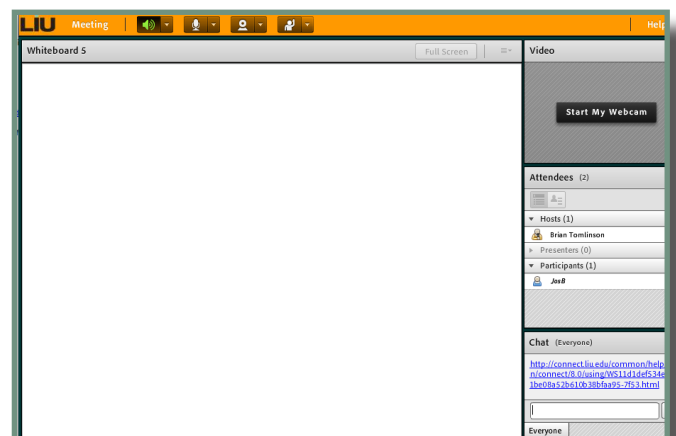 LIU Meeting Help
Whiteboard S Full Screen
Video
Start My Webcam
Attendees (2)
Hosts (1)
Brian Tomlinson
Presenters (0)
Participants (1)
JosB
Chat (Everyone)
http://connect.liu.edu/common/help
n/connect/8.0/using/WS11d1def534e
1be08a52b610b38bfaa95-7f53.html
Everyone